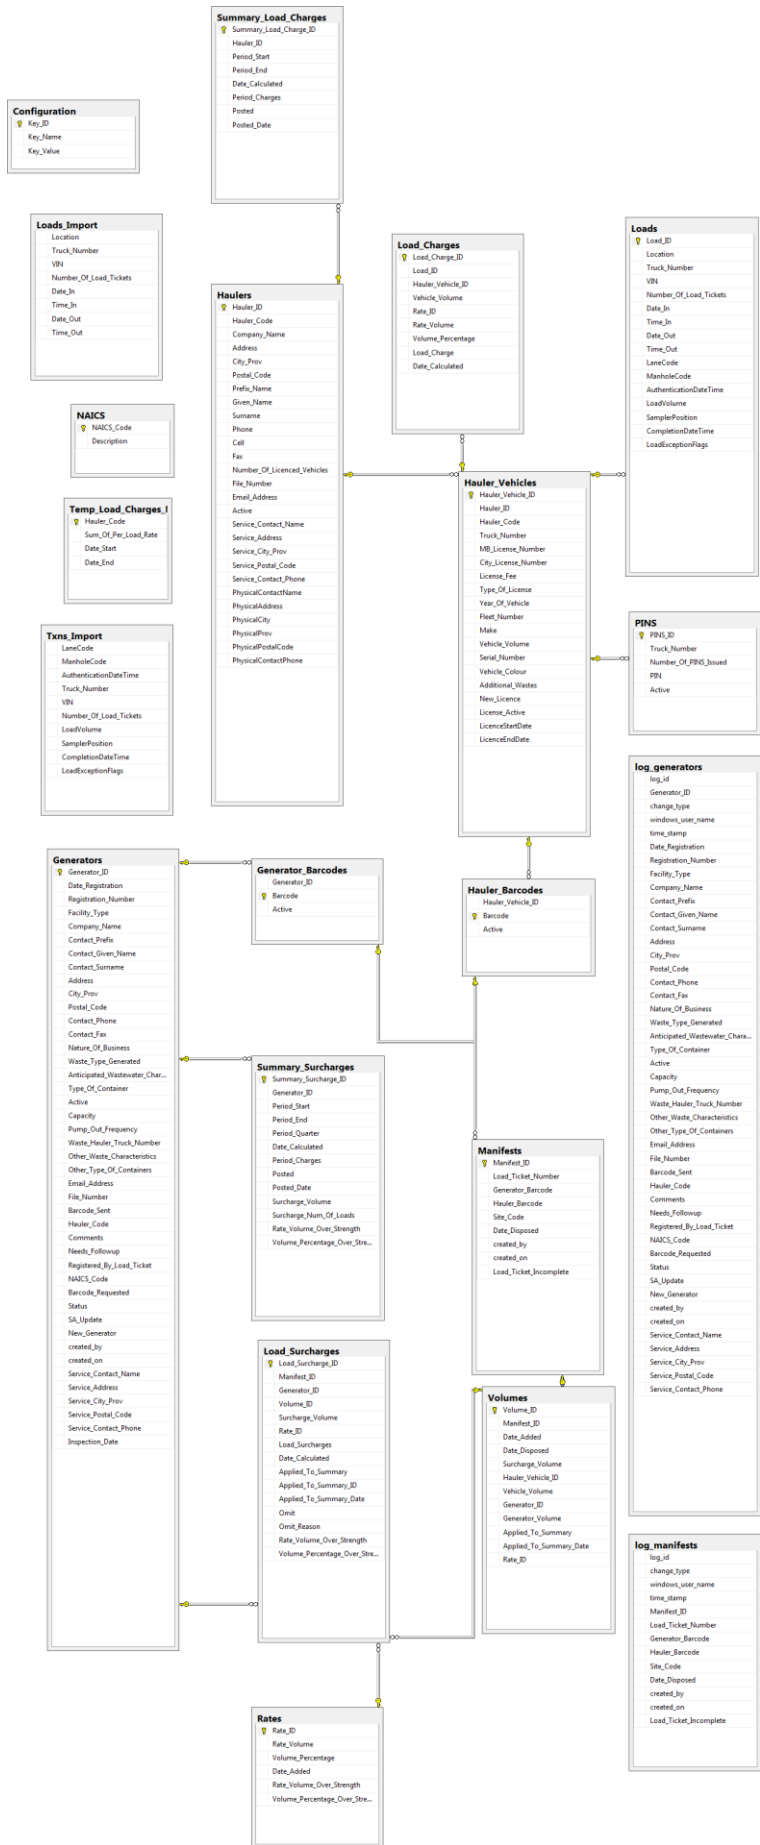 Summary_Load_Charges
Summary_Load_Charge_ID
Hauler_ID
Period_Start
Period_End
Date_Calculated
Period_Charges
Posted
Posted_Date
Configuration
Key_ID
Key_Name
Key_Value
Loads_Import
Location
Truck_Number
VIN
Number_Of_Load_Tickets
Date_In
Time_In
Date_Out
Time_Out
Load_Charges
Load_Charge_ID
Load_ID
Hauler_Vehicle_ID
Vehicle_Volume
Rate_ID
Rate_Volume
Volume_Percentage
Load_Charge
Date_Calculated
Loads
Load_ID
Location
Truck_Number
VIN
Number_Of_Load_Tickets
Date_In
Time_In
Date_Out
Time_Out
LaneCode
ManholeCode
AuthenticationDateTime
LoadVolume
SamplerPosition
CompletionDateTime
LoadExceptionFlags
Haulers
Hauler_ID
Hauler_Code
Company_Name
Address
City_Prov
Postal_Code
Prefix_Name
Given_Name
Surname
Phone
Cell
Fax
Number_Of_Licenced_Vehicles
File_Number
Email_Address
Active
Service_Contact_Name
Service_Address
Service_City_Prov
Service_Postal_Code
Service_Contact_Phone
PhysicalContactName
PhysicalAddress
PhysicalCity
PhysicalProv
PhysicalPostalCode
PhysicalContactPhone
NAICS
NAICS_Code
Description
Temp_Load_Charges_I
Hauler_Code
Sum_Of_Per_Load_Rate
Date_Start
Date_End
Hauler_Vehicles
Hauler_Vehicle_ID
Hauler_ID
Hauler_Code
Truck_Number
MB_License_Number
City_License_Number
License_Fee
Type_Of_License
Year_Of_Vehicle
Fleet_Number
Make
Vehicle_Volume
Serial_Number
Vehicle_Colour
Additional_Wastes
New_Licence
License_Active
LicenceStartDate
LicenceEndDate
PINS
PINS_ID
Truck_Number
Number_Of_PINS_Issued
PIN
Active
Txns_Import
LaneCode
ManholeCode
AuthenticationDateTime
Truck_Number
VIN
Number_Of_Load_Tickets
LoadVolume
SamplerPosition
CompletionDateTime
LoadExceptionFlags
log_generators
log_id
Generator_ID
change_type
windows_user_name
time_stamp
Date_Registration
Registration_Number
Facility_Type
Company_Name
Contact_Prefix
Contact_Given_Name
Contact_Surname
Address
City_Prov
Postal_Code
Contact_Phone
Contact_Fax
Nature_Of_Business
Waste_Type_Generated
Anticipated_Wastewater_Chara...
Type_Of_Container
Active
Capacity
Pump_Out_Frequency
Waste_Hauler_Truck_Number
Other_Waste_Characteristics
Other_Type_Of_Containers
Email_Address
File_Number
Barcode_Sent
Hauler_Code
Comments
Needs_Followup
Registered_By_Load_Ticket
NAICS_Code
Barcode_Requested
Status
SA_Update
New_Generator
created_by
created_on
Service_Contact_Name
Service_Address
Service_City_Prov
Service_Postal_Code
Service_Contact_Phone
Generators
Generator_ID
Date_Registration
Registration_Number
Facility_Type
Company_Name
Contact_Prefix
Contact_Given_Name
Contact_Surname
Address
City_Prov
Postal_Code
Contact_Phone
Contact_Fax
Nature_Of_Business
Waste_Type_Generated
Anticipated_Wastewater_Char...
Type_Of_Container
Active
Capacity
Pump_Out_Frequency
Waste_Hauler_Truck_Number
Other_Waste_Characteristics
Other_Type_Of_Containers
Email_Address
File_Number
Barcode_Sent
Hauler_Code
Comments
Needs_Followup
Registered_By_Load_Ticket
NAICS_Code
Barcode_Requested
Status
SA_Update
New_Generator
created_by
created_on
Service_Contact_Name
Service_Address
Service_City_Prov
Service_Postal_Code
Service_Contact_Phone
Inspection_Date
Generator_Barcodes
Generator_ID
Barcode
Active
Hauler_Barcodes
Hauler_Vehicle_ID
Barcode
Active
Summary_Surcharges
Summary_Surcharge_ID
Generator_ID
Period_Start
Period_End
Period_Quarter
Date_Calculated
Period_Charges
Posted
Posted_Date
Surcharge_Volume
Surcharge_Num_Of_Loads
Rate_Volume_Over_Strength
Volume_Percentage_Over_Stre...
Manifests
Manifest_ID
Load_Ticket_Number
Generator_Barcode
Hauler_Barcode
Site_Code
Date_Disposed
created_by
created_on
Load_Ticket_Incomplete
Load_Surcharges
Load_Surcharge_ID
Manifest_ID
Generator_ID
Volume_ID
Surcharge_Volume
Rate_ID
Load_Surcharges
Date_Calculated
Applied_To_Summary
Applied_To_Summary_ID
Applied_To_Summary_Date
Omit
Omit_Reason
Rate_Volume_Over_Strength
Volume_Percentage_Over_Stre...
Volumes
Volume_ID
Manifest_ID
Date_Added
Date_Disposed
Surcharge_Volume
Hauler_Vehicle_ID
Vehicle_Volume
Generator_ID
Generator_Volume
Applied_To_Summary
Applied_To_Summary_Date
Rate_ID
log_manifests
log_id
change_type
windows_user_name
time_stamp
Manifest_ID
Load_Ticket_Number
Generator_Barcode
Hauler_Barcode
Site_Code
Date_Disposed
created_by
created_on
Load_Ticket_Incomplete
Rates
Rate_ID
Rate_Volume
Volume_Percentage
Date_Added
Rate_Volume_Over_Strength
Volume_Percentage_Over_Stre...